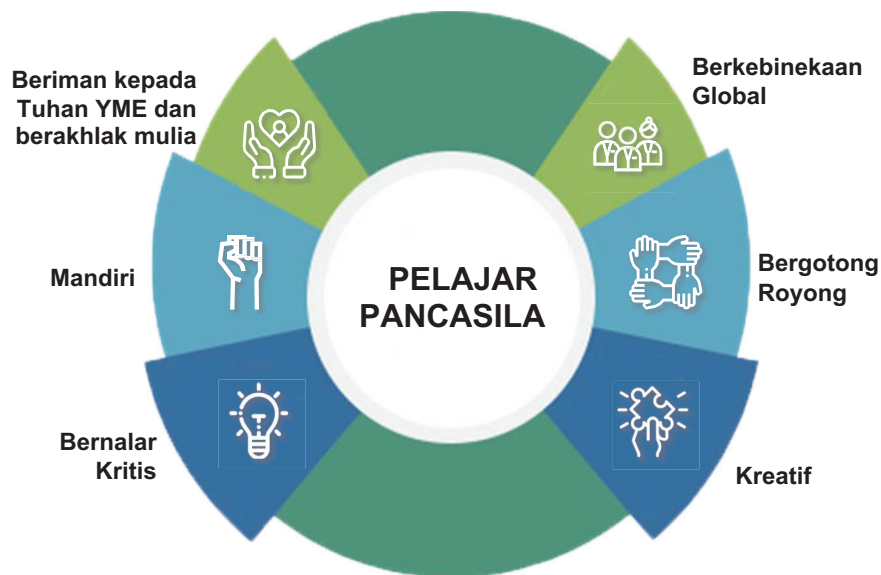 Beriman kepada
Tuhan YME dan
berakhlak mulia
Berkebinekaan
Global
Mandiri
PELAJAR
PANCASILA
Bergotong
Royong
Bernalar
Kritis
Kreatif